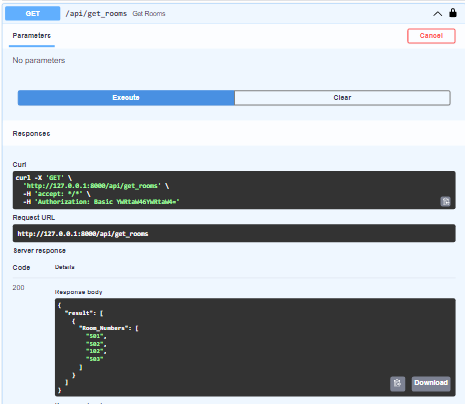 GET /api/get_rooms Get Rooms
Parameters Cancel
No parameters
Execute Clear
Responses
Curl
curl -X 'GET' \
'http://127.0.0.1:8000/api/get_rooms' \
-H 'accept: */*' \
-H 'Authorization: Basic YWRtaW46YWRtaW4='
Request URL
http://127.0.0.1:8000/api/get_rooms
Server response
Code Details
200
Response body
{
"result": [
{
"Room_Numbers": [
"501",
"502",
"102",
"503"
]
}
]
}
Download